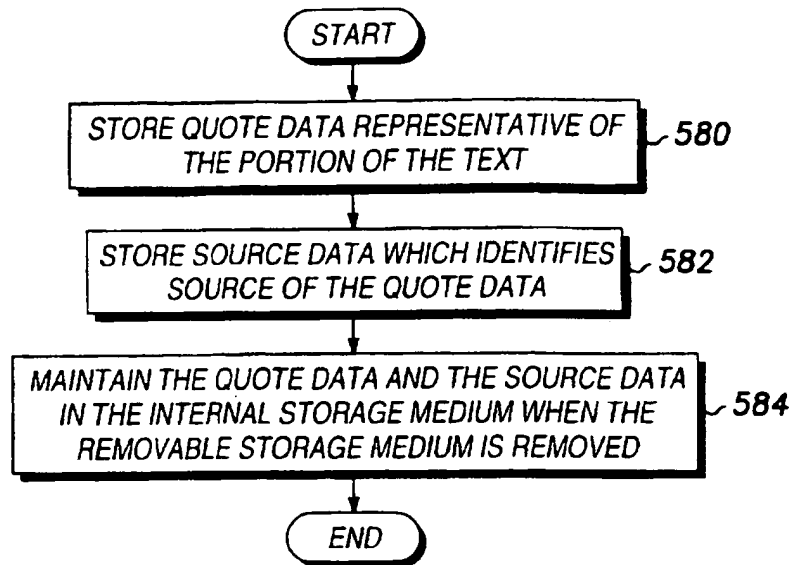 START
STORE QUOTE DATA REPRESENTATIVE OF
THE PORTION OF THE TEXT
580
STORE SOURCE DATA WHICH IDENTIFIES
SOURCE OF THE QUOTE DATA
582
MAINTAIN THE QUOTE DATA AND THE SOURCE DATA
IN THE INTERNAL STORAGE MEDIUM WHEN THE
REMOVABLE STORAGE MEDIUM IS REMOVED
584
END